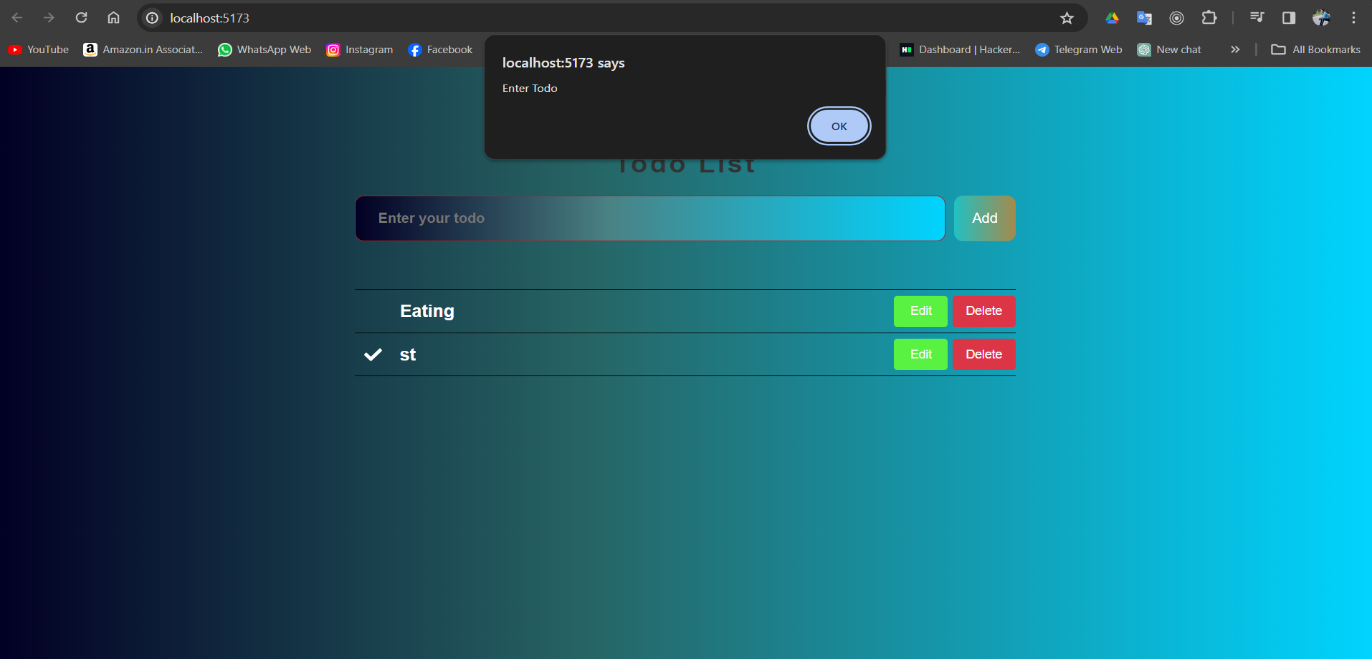 localhost:5173
YouTube
Amazon.in Associat...
WhatsApp Web
Instagram
Facebook
Dashboard | Hacker...
Telegram Web
New chat
All Bookmarks
localhost:5173 says
Enter Todo
OK
Todo List
Enter your todo
Add
Eating
Edit
Delete
st
Edit
Delete